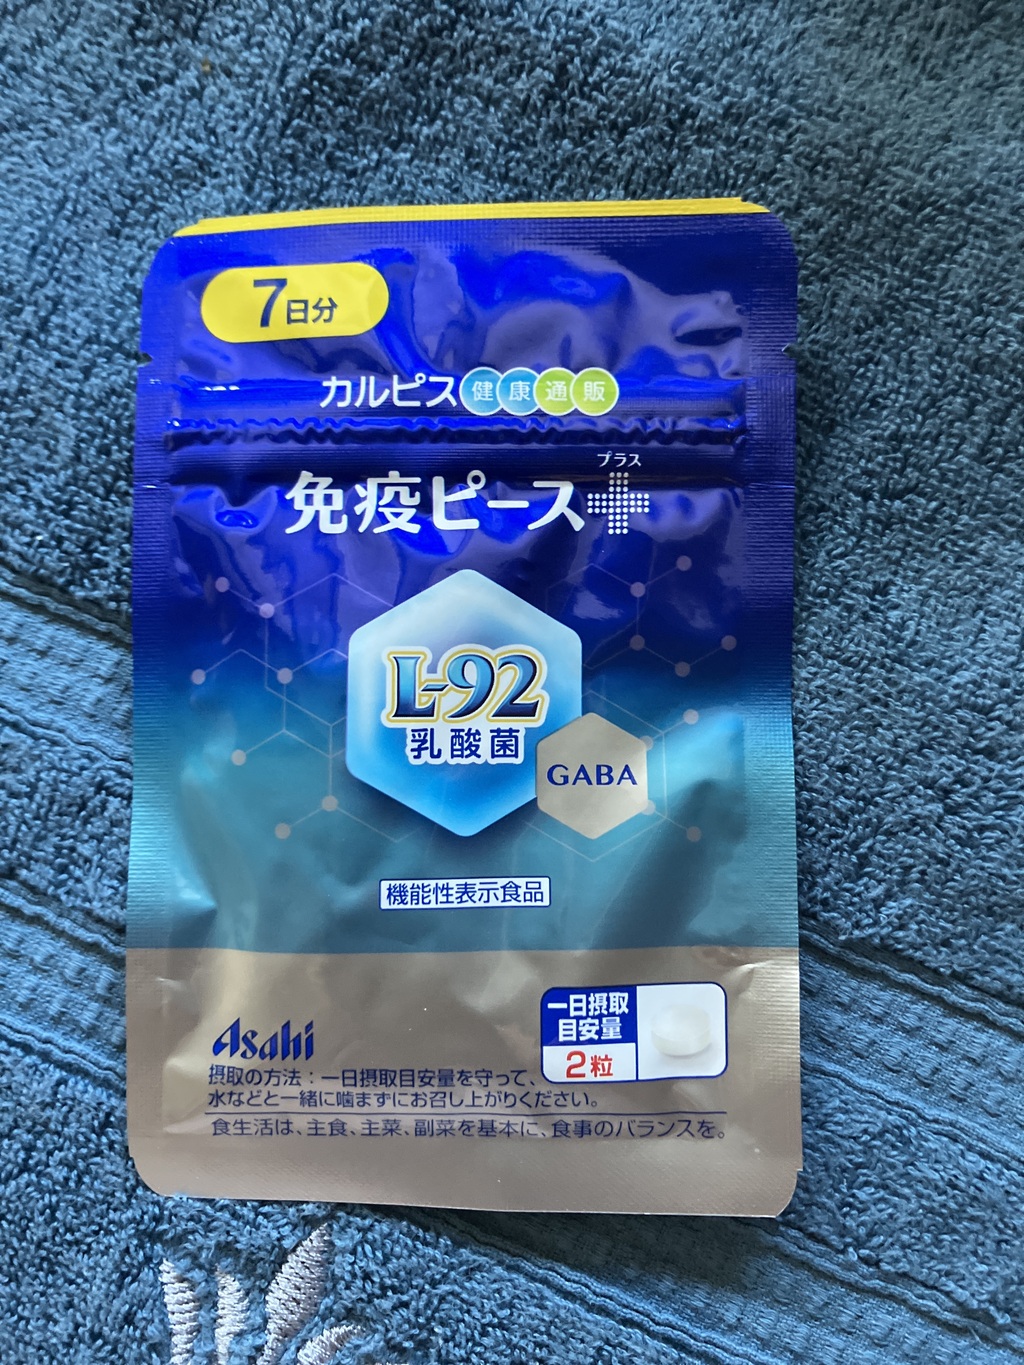 7日分
カルピス健康通販
プラス
免疫ピース+
L-92
乳酸菌
GABA
機能性表示食品
一日摂取
目安量
2粒
Asahi
摂取の方法：一日摂取目安量を守って、
水などと一緒に噛まずにお召し上がりください。
食生活は、主食、主菜、副菜を基本に、食事のバランスを。